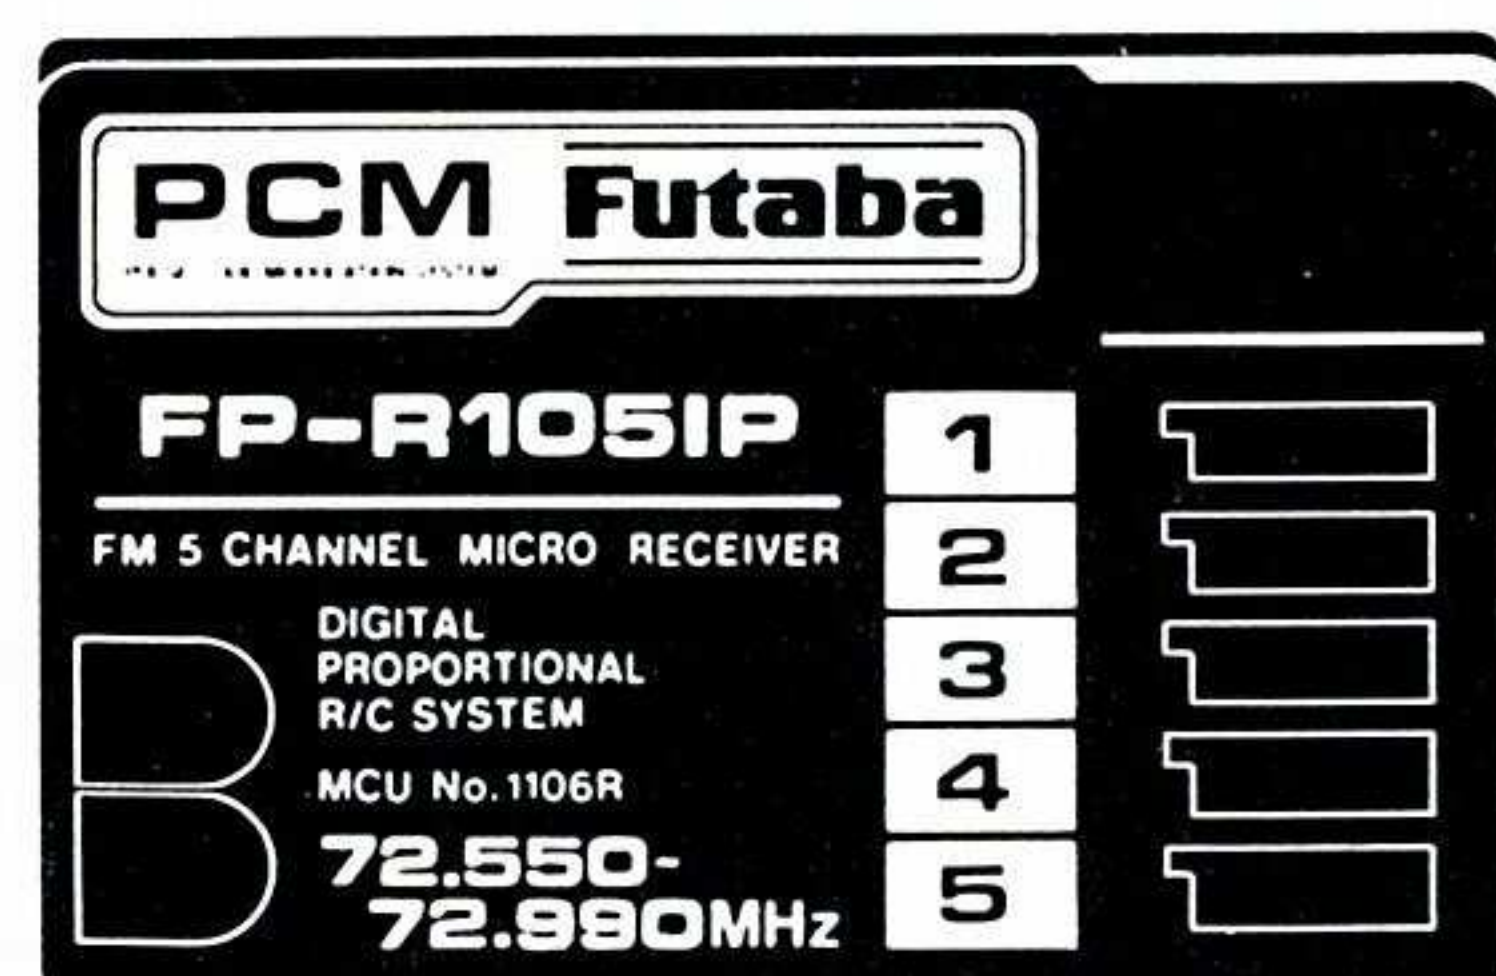 PCM Futaba
FP-R105IP
FM 5 CHANNEL MICRO RECEIVER
DIGITAL
PROPORTIONAL
R/C SYSTEM
MCU No.1106R
72.550-
72.990MHz
1
2
3
4
5